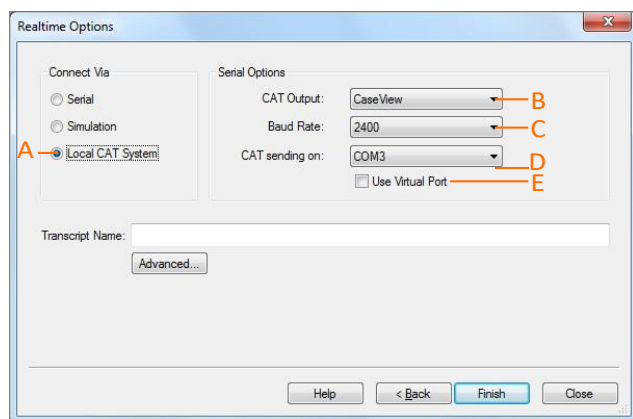 Realtime Options
x
Connect Via
Serial Options
Serial
CAT Output: CaseView B
Simulation
Baud Rate: 2400 C
A Local CAT System
CAT sending on: COM3 D
Use Virtual Port E
Transcript Name:
Advanced...
Help < Back Finish Close